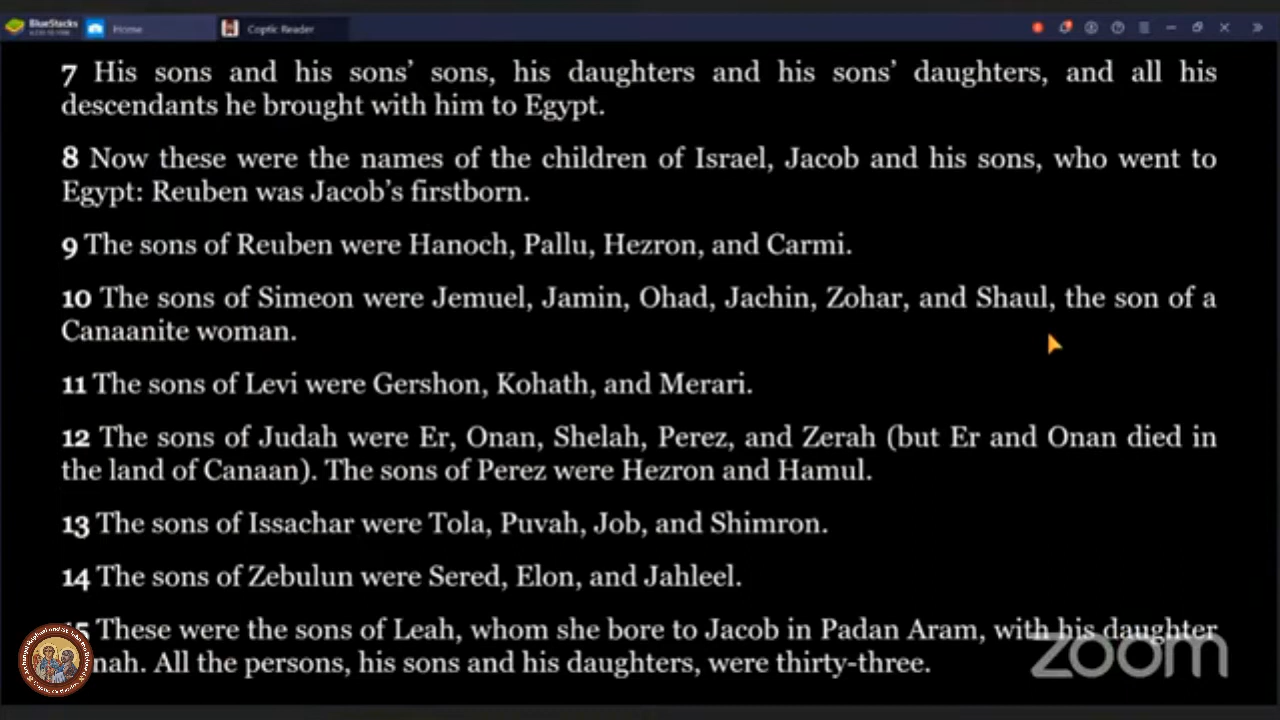 BlueStacks
Home
Coptic Reader
7 His sons and his sons’ sons, his daughters and his sons’ daughters, and all his
descendants he brought with him to Egypt.
8 Now these were the names of the children of Israel, Jacob and his sons, who went to
Egypt: Reuben was Jacob’s firstborn.
9 The sons of Reuben were Hanoch, Pallu, Hezron, and Carmi.
10 The sons of Simeon were Jemuel, Jamin, Ohad, Jachin, Zohar, and Shaul, the son of a
Canaanite woman.
11 The sons of Levi were Gershon, Kohath, and Merari.
12 The sons of Judah were Er, Onan, Shelah, Perez, and Zerah (but Er and Onan died in
the land of Canaan). The sons of Perez were Hezron and Hamul.
13 The sons of Issachar were Tola, Puvah, Job, and Shimron.
14 The sons of Zebulun were Sered, Elon, and Jahleel.
5 These were the sons of Leah, whom she bore to Jacob in Padan Aram, with his daughter
nah. All the persons, his sons and his daughters, were thirty-three.
zoom